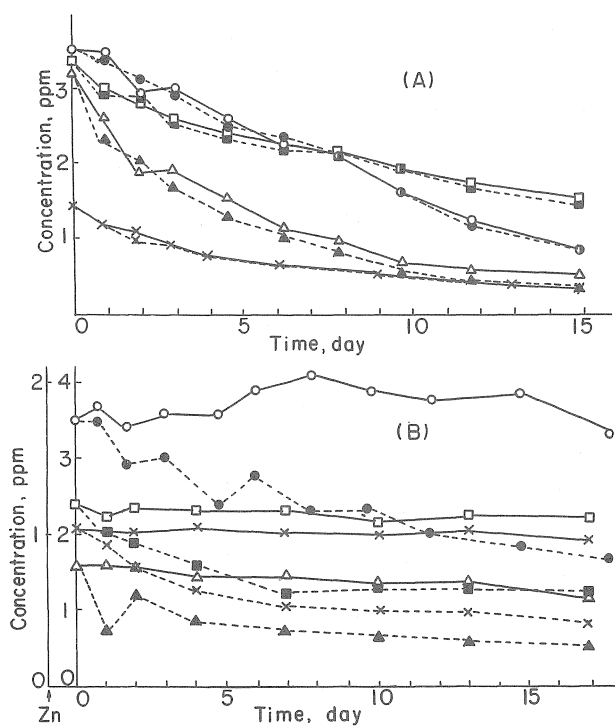 (A)
Concentration, ppm
3
2
1
0 5 10 15
Time, day
(B)
Concentration, ppm
2 4
3
1 2
1
0 0
0 5 10 15
Zn
Time, day